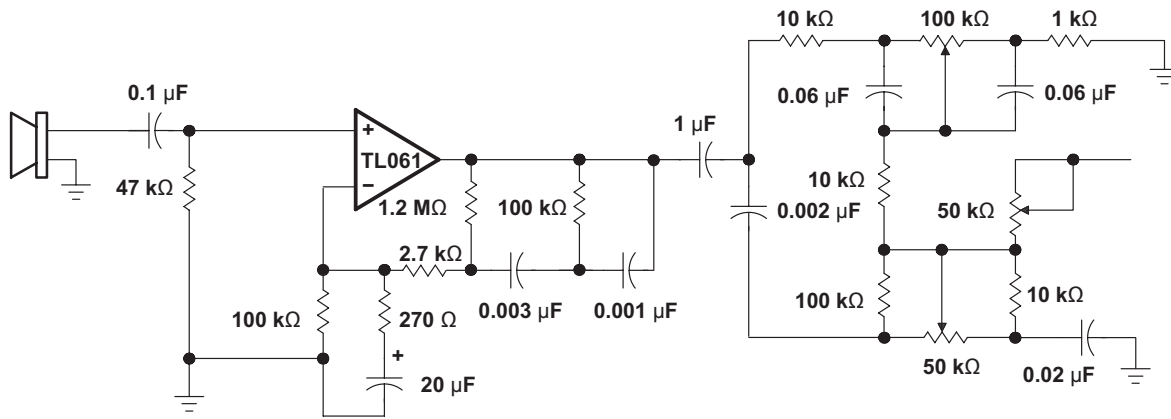 10 kΩ
100 kΩ
1 kΩ
0.1 µF
0.06 µF
0.06 µF
1 µF
+
TL061
−
47 kΩ
1.2 MΩ
100 kΩ
10 kΩ
0.002 µF
50 kΩ
2.7 kΩ
100 kΩ
270 Ω
0.003 µF
0.001 µF
100 kΩ
10 kΩ
+
20 µF
50 kΩ
0.02 µF